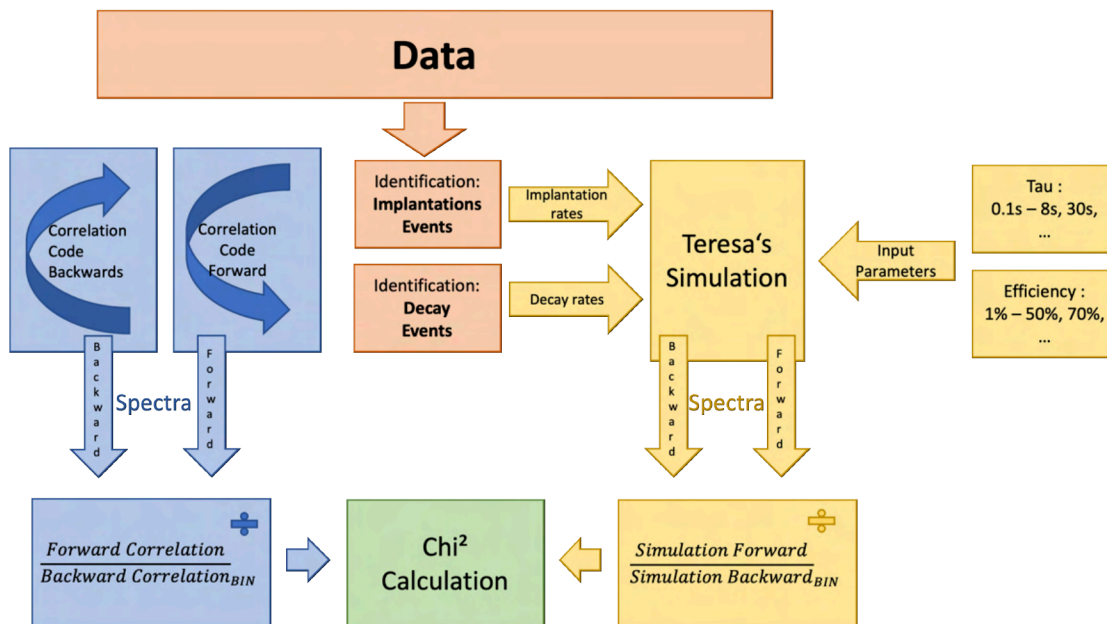 Data
Correlation
Code
Backwards
Correlation
Code
Forward
Identification:
Implantations
Events
Implantation
rates
Identification:
Decay
Events
Decay rates
Teresa‘s
Simulation
Input
Parameters
Tau :
0.1s – 8s, 30s,
...
Efficiency :
1% – 50%, 70%,
...
Backward
Spectra
Forward
Backward
Spectra
Forward
÷
Forward Correlation
Backward Correlation_BIN
Chi²
Calculation
÷
Simulation Forward
Simulation Backward_BIN